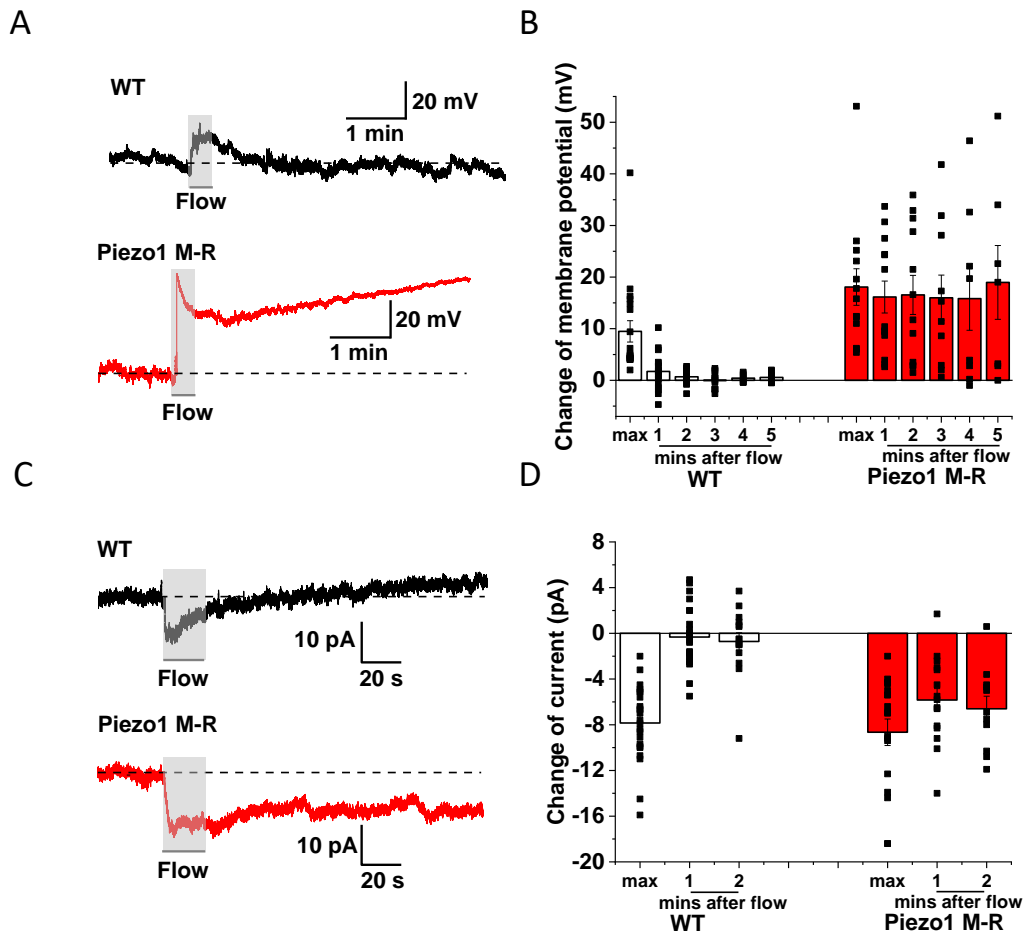 A
WT
20 mV
1 min
Flow
Piezo1 M-R
20 mV
1 min
Flow
B
Change of membrane potential (mV)
50
40
30
20
10
0
max 1 2 3 4 5 max 1 2 3 4 5
mins after flow mins after flow
WT Piezo1 M-R
C
WT
10 pA
20 s
Flow
Piezo1 M-R
10 pA
20 s
Flow
D
Change of current (pA)
8
4
0
-4
-8
-12
-16
-20
max 1 2 max 1 2
mins after flow mins after flow
WT Piezo1 M-R